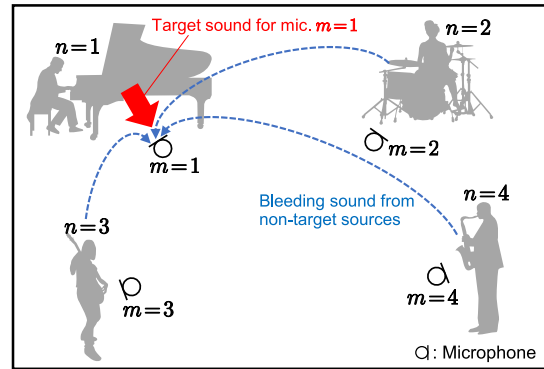 Target sound for mic. m=1
n=1
n=2
m=1
m=2
Bleeding sound from
non-target sources
n=4
n=3
m=3
m=4
: Microphone